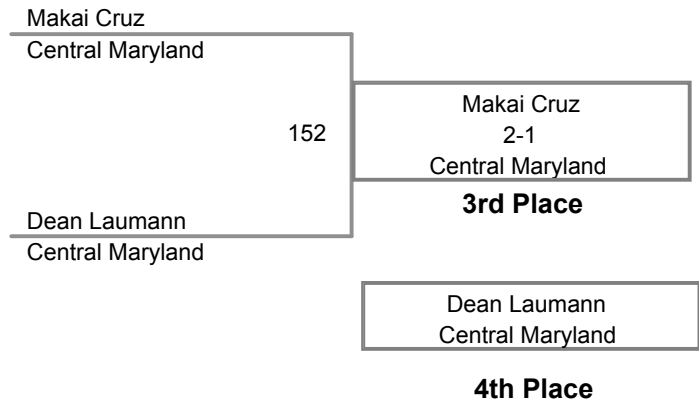 Makai Cruz
Central Maryland
152
Makai Cruz
2-1
Central Maryland
3rd Place
Dean Laumann
Central Maryland
Dean Laumann
Central Maryland
4th Place